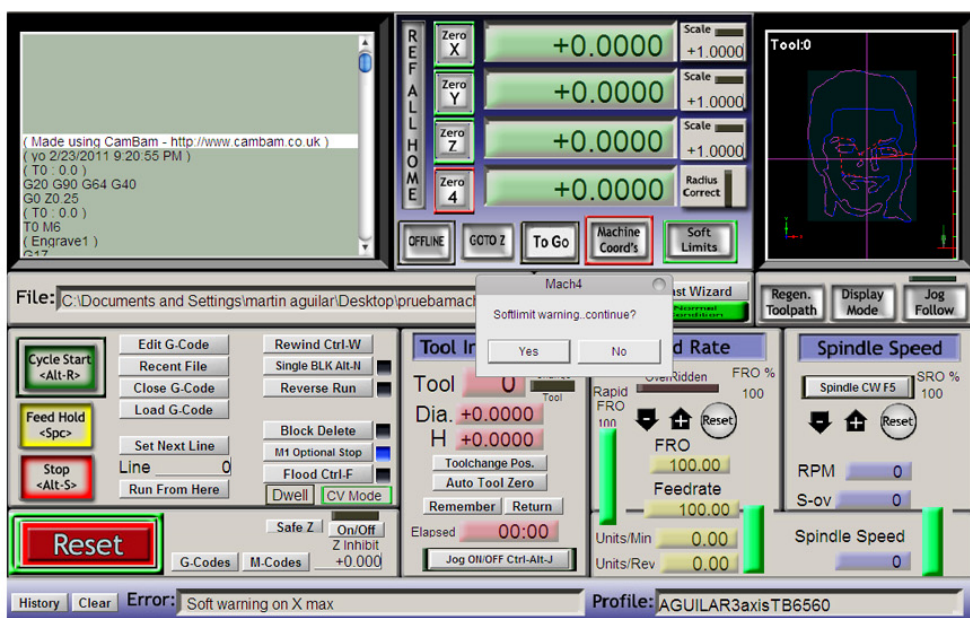 ( Made using CamBam - http://www.cambam.co.uk )
( yo 2/23/2011 9:20:55 PM )
( T0 : 0.0 )
G20 G90 G64 G40
G0 Z0.25
( T0 : 0.0 )
T0 M6
( Engrave1 )
G17
REF ALL HOME
Zero X +0.0000 Scale +1.0000
Zero Y +0.0000 Scale +1.0000
Zero Z +0.0000 Scale +1.0000
Zero 4 +0.0000 Radius Correct
OFFLINE GOTO Z To Go Machine Coord's Soft Limits
Tool:0
File: C:\Documents and Settings\martin aguilar\Desktop\pruebamac
Mach4
Softlimit warning..continue?
Yes No
Wizard
Normal
Condition
Regen. Toolpath Display Mode Jog Follow
Cycle Start <Alt-R>
Feed Hold <Spc>
Stop <Alt-S>
Edit G-Code Rewind Ctrl-W
Recent File Single BLK Alt-N
Close G-Code Reverse Run
Load G-Code
Block Delete
Set Next Line M1 Optional Stop
Line 0 Flood Ctrl-F
Run From Here Dwell CV Mode
Reset
Safe Z On/Off
Z Inhibit
G-Codes M-Codes +0.000
Tool
Tool 0
Tool
Dia. +0.0000
H +0.0000
Toolchange Pos.
Auto Tool Zero
Remember Return
Elapsed 00:00
Jog ON/OFF Ctrl-Alt-J
Rate
OverRidden FRO %
Rapid 100
FRO
100 Reset
FRO
100.00
Feedrate
100.00
Units/Min 0.00
Units/Rev 0.00
Spindle Speed
Spindle CW F5 SRO %
100
Reset
RPM 0
S-ov 0
Spindle Speed
0
History Clear Error: Soft warning on X max Profile: AGUILAR3axisTB6560